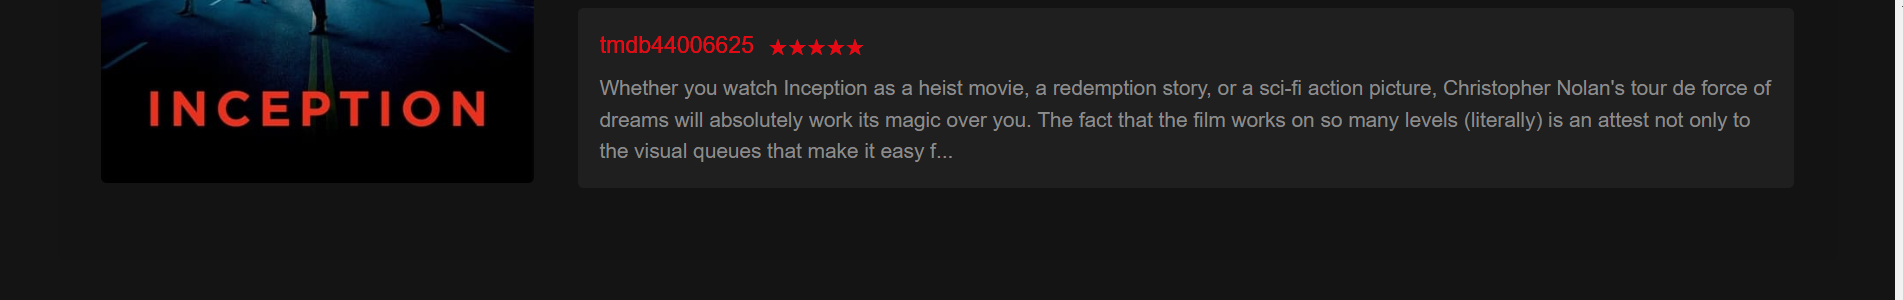 INCEPTION
tmdb44006625 ★★★★★
Whether you watch Inception as a heist movie, a redemption story, or a sci-fi action picture, Christopher Nolan's tour de force of
dreams will absolutely work its magic over you. The fact that the film works on so many levels (literally) is an attest not only to
the visual queues that make it easy f...